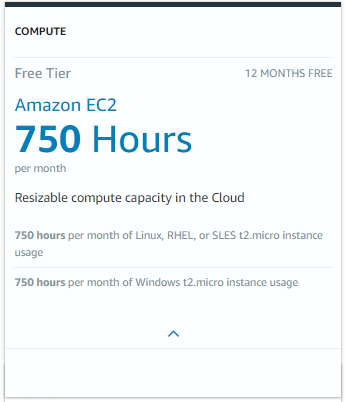 COMPUTE
Free Tier 12 MONTHS FREE
Amazon EC2
750 Hours
per month
Resizable compute capacity in the Cloud
750 hours per month of Linux, RHEL, or SLES t2.micro instance
usage
750 hours per month of Windows t2.micro instance usage